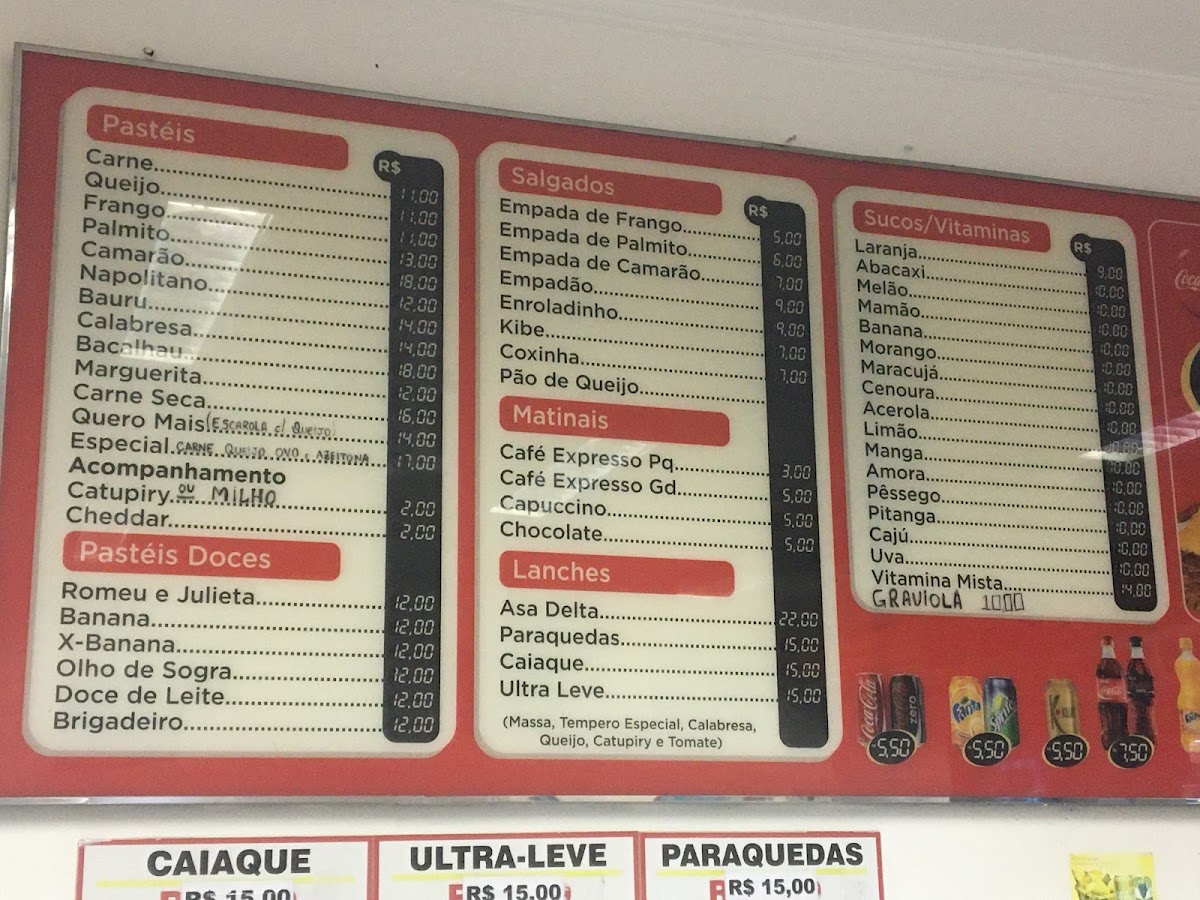 Pastéis
R$
Carne 11,00
Queijo 11,00
Frango 11,00
Palmito 13,00
Camarão 18,00
Napolitano 12,00
Bauru 14,00
Calabresa 14,00
Bacalhau 18,00
Marguerita 12,00
Carne Seca 16,00
Quero Mais (ESCAROLA c/ QUEIJO) 14,00
Especial CARNE, QUEIJO, OVO e AZEITONA 17,00
Acompanhamento
Catupiry OU MILHO 2,00
Cheddar 2,00
Pastéis Doces
Romeu e Julieta 12,00
Banana 12,00
X-Banana 12,00
Olho de Sogra 12,00
Doce de Leite 12,00
Brigadeiro 12,00
Salgados
R$
Empada de Frango 5,00
Empada de Palmito 6,00
Empada de Camarão 7,00
Empadão 9,00
Enroladinho 9,00
Kibe 7,00
Coxinha 7,00
Pão de Queijo
Matinais
Café Expresso Pq 3,00
Café Expresso Gd 5,00
Capuccino 5,00
Chocolate 5,00
Lanches
Asa Delta 22,00
Paraquedas 15,00
Caiaque 15,00
Ultra Leve 15,00
(Massa, Tempero Especial, Calabresa,
Queijo, Catupiry e Tomate)
Sucos/Vitaminas
R$
Laranja 9,00
Abacaxi 10,00
Melão 10,00
Mamão 10,00
Banana 10,00
Morango 10,00
Maracujá 10,00
Cenoura 10,00
Acerola 10,00
Limão 10,00
Manga 10,00
Amora 10,00
Pêssego 10,00
Pitanga 10,00
Cajú 10,00
Uva 10,00
Vitamina Mista 14,00
GRAVIOLA 10,00
Coca-Cola zero Fanta Sprite
5,50 5,50 5,50 7,50
CAIAQUE
R$ 15,00
ULTRA-LEVE
R$ 15,00
PARAQUEDAS
R$ 15,00